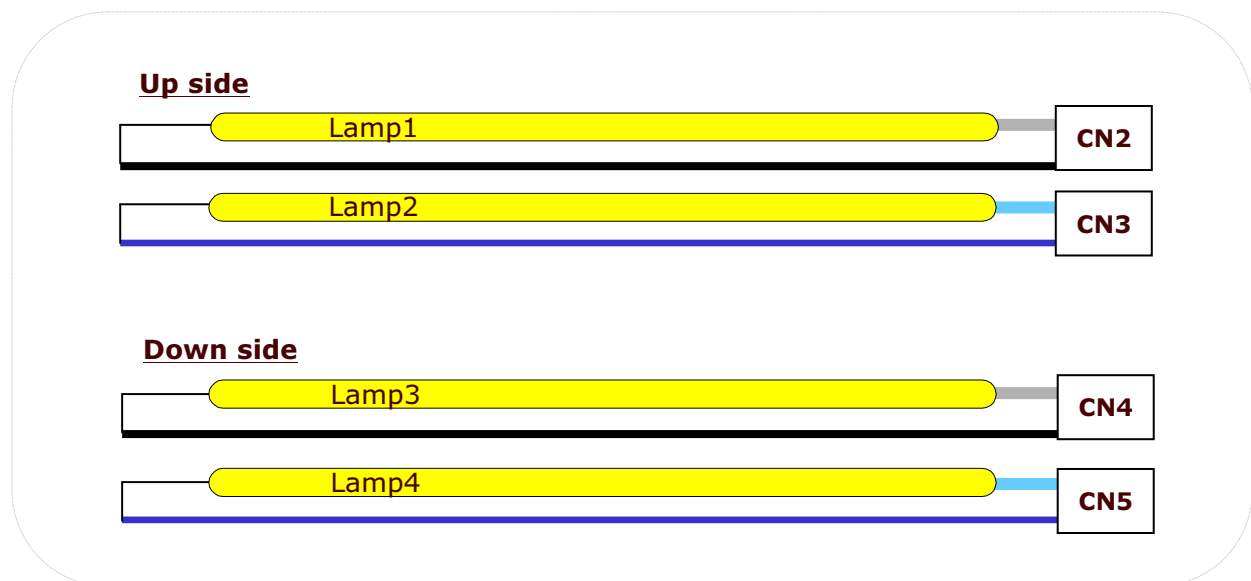 Up side
Lamp1
CN2
Lamp2
CN3
Down side
Lamp3
CN4
Lamp4
CN5